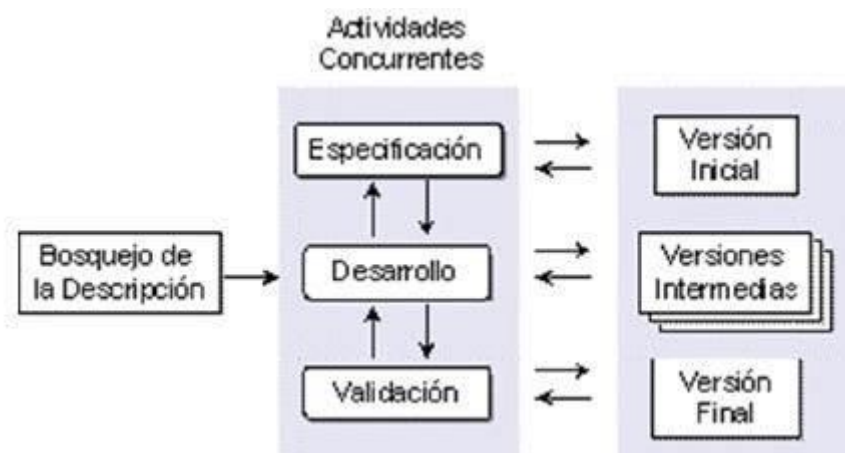 Actividades
Concurrentes
Especificación
Versión
Inicial
Bosquejo de
la Descripción
Desarrollo
Versiones
Intermedias
Validación
Versión
Final